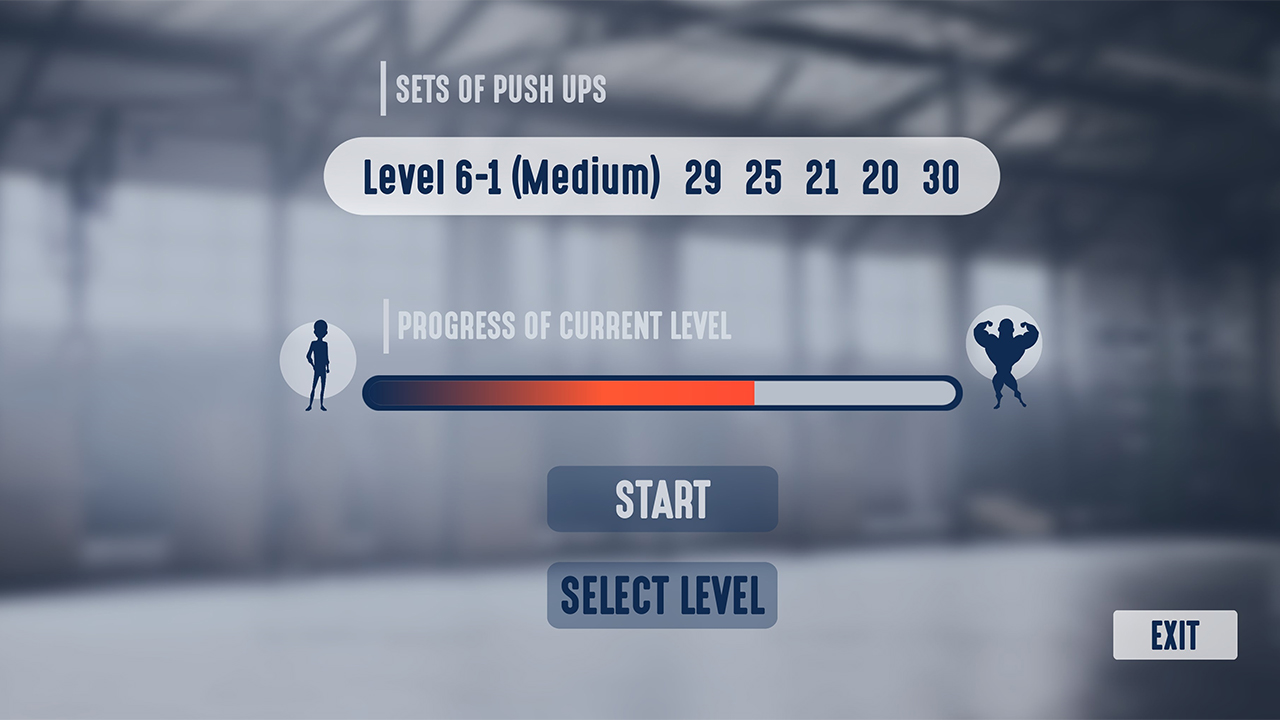 SETS OF PUSH UPS
Level 6-1 (Medium) 29 25 21 20 30
PROGRESS OF CURRENT LEVEL
START
SELECT LEVEL
EXIT